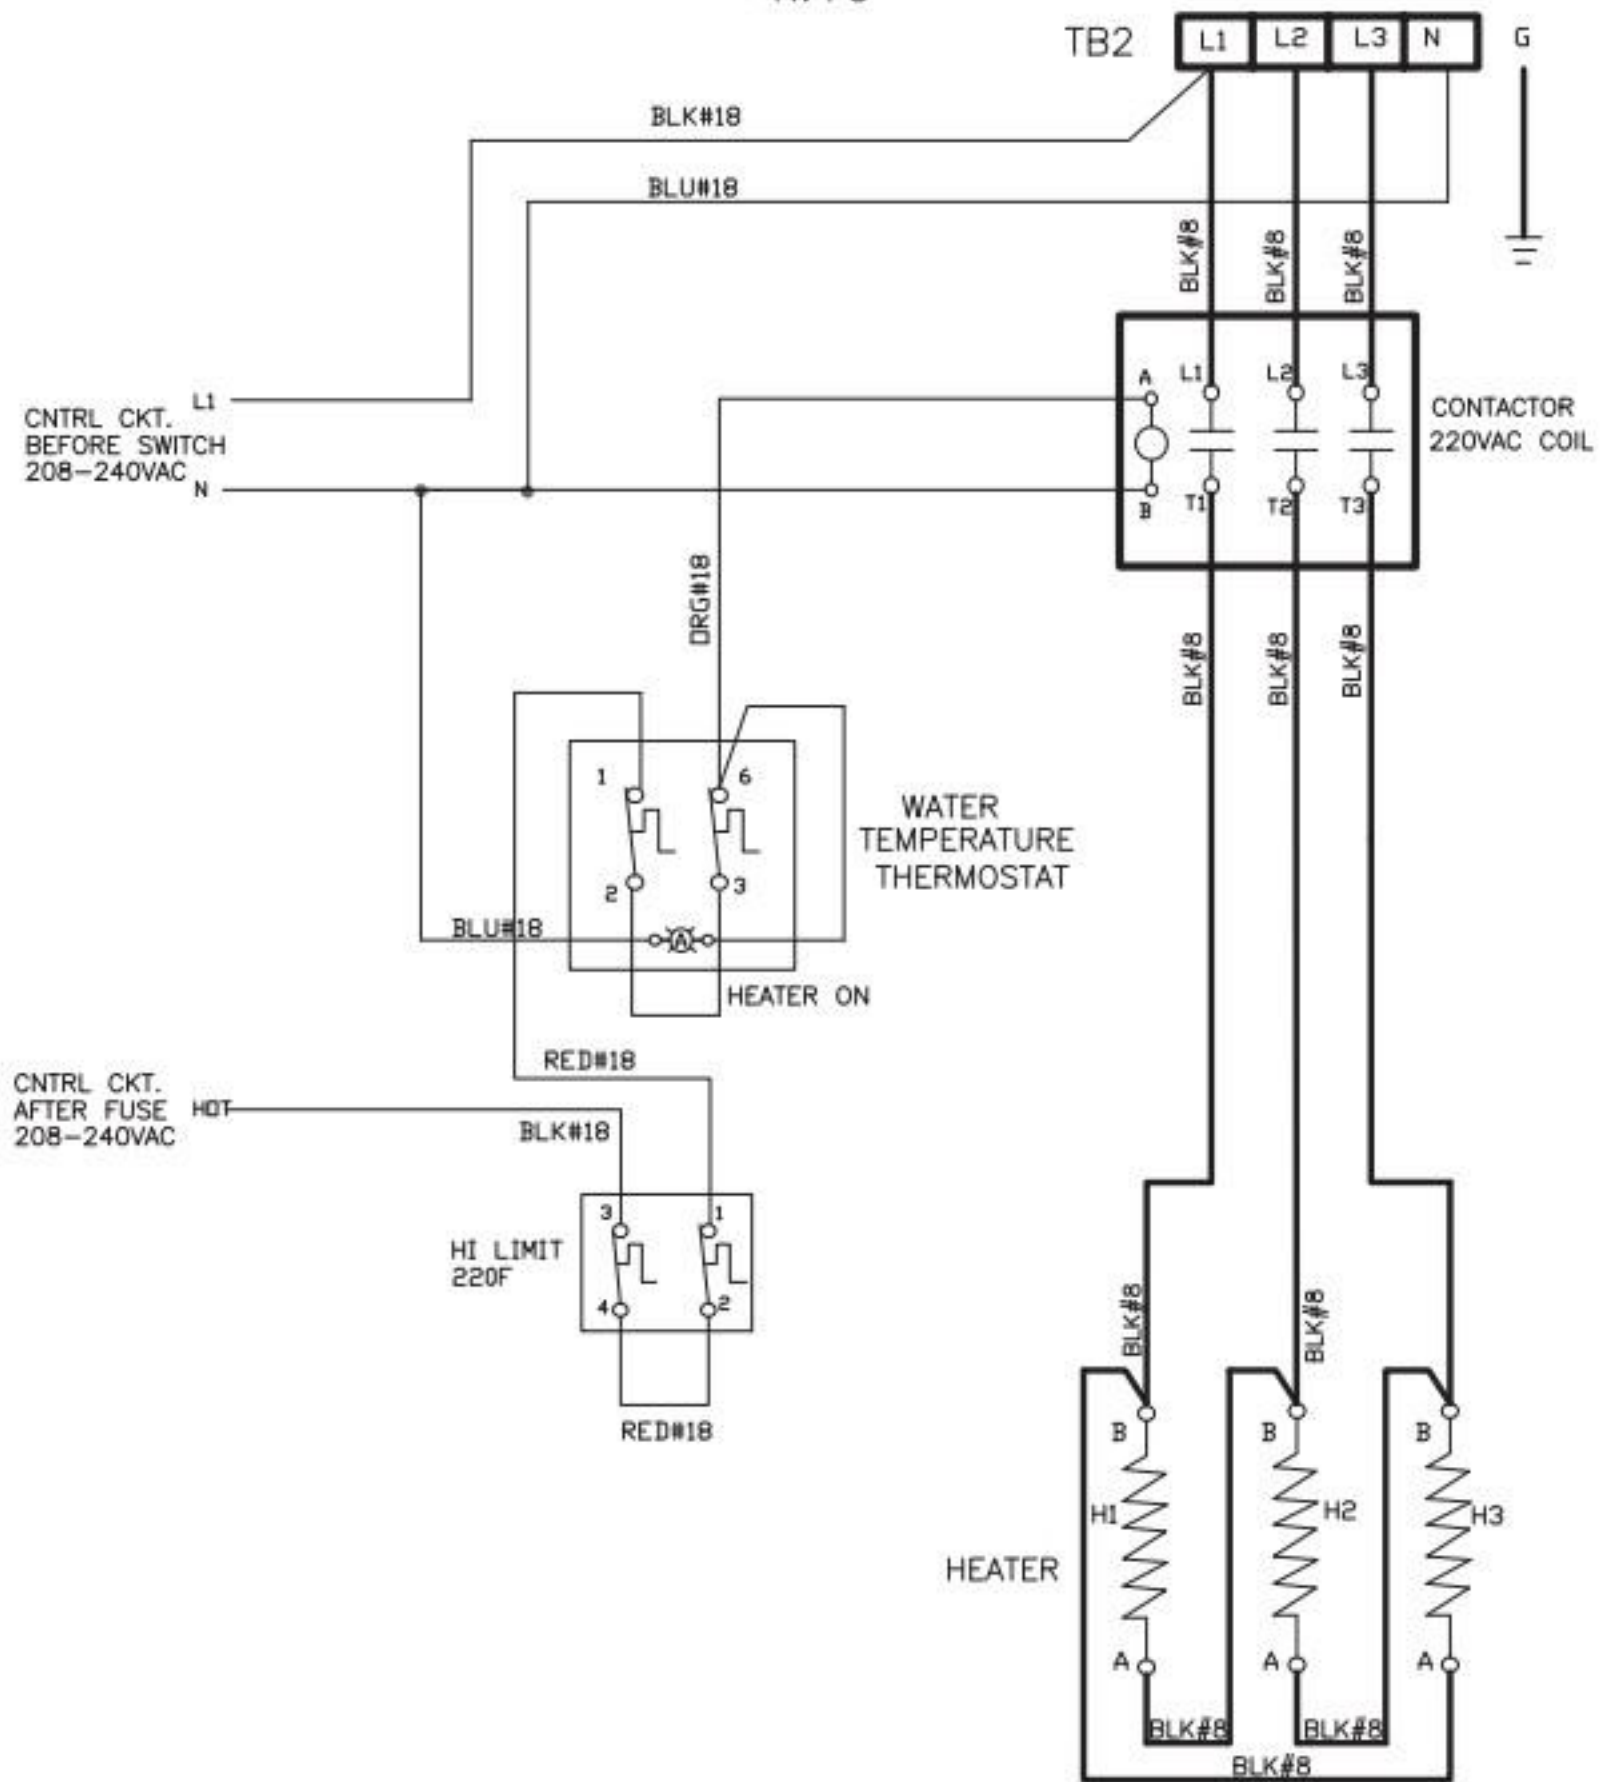 TB2 L1 L2 L3 N G
BLK#18
BLU#18
BLK#8 BLK#8 BLK#8
CNTRL CKT. L1
BEFORE SWITCH
208-240VAC N
A L1 L2 L3
B T1 T2 T3
CONTACTOR
220VAC COIL
ORG#18
BLK#8 BLK#8 BLK#8
1 6
2 3
A
WATER
TEMPERATURE
THERMOSTAT
BLU#18
HEATER ON
RED#18
CNTRL CKT.
AFTER FUSE HOT
208-240VAC
BLK#18
3 1
HI LIMIT
220F
4 2
RED#18
BLK#8 BLK#8
B B B
H1 H2 H3
HEATER
A A A
BLK#8 BLK#8
BLK#8